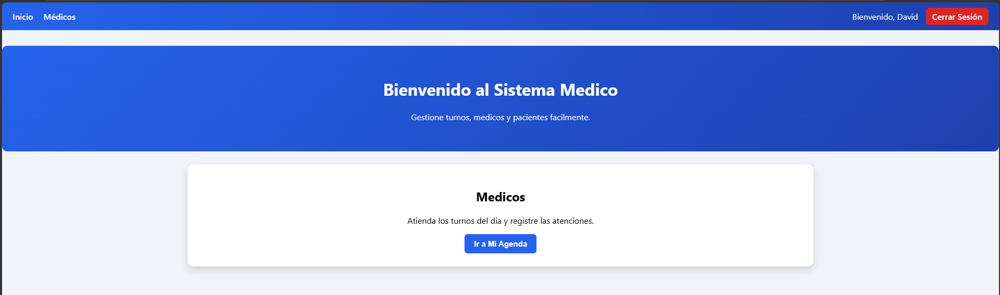 Inicio Médicos Bienvenido, David Cerrar Sesión
Bienvenido al Sistema Medico
Gestione turnos, medicos y pacientes facilmente.
Medicos
Atienda los turnos del dia y registre las atenciones.
Ir a Mi Agenda